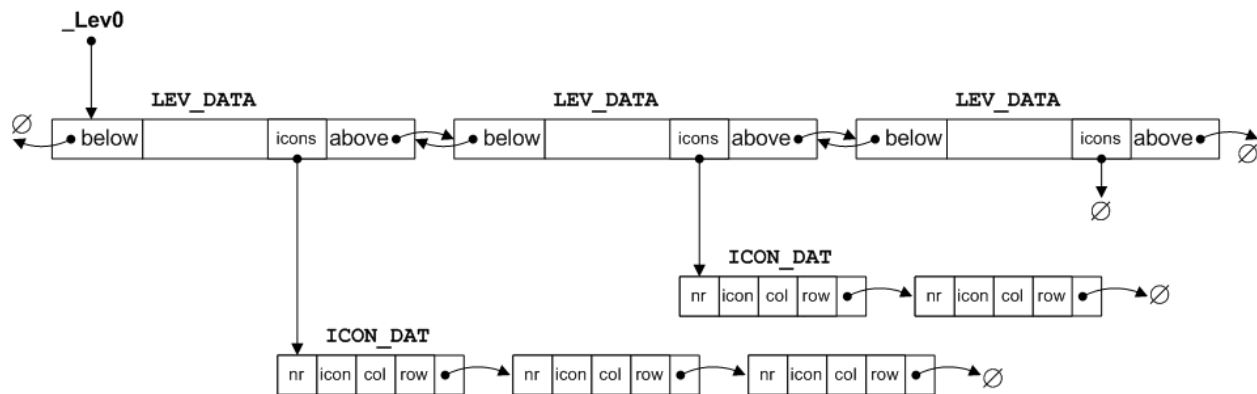 _Lev0
LEV_DATA LEV_DATA LEV_DATA
∅ below icons above below icons above below icons above ∅
∅
ICON_DAT
nr icon col row nr icon col row ∅
ICON_DAT
nr icon col row nr icon col row nr icon col row ∅